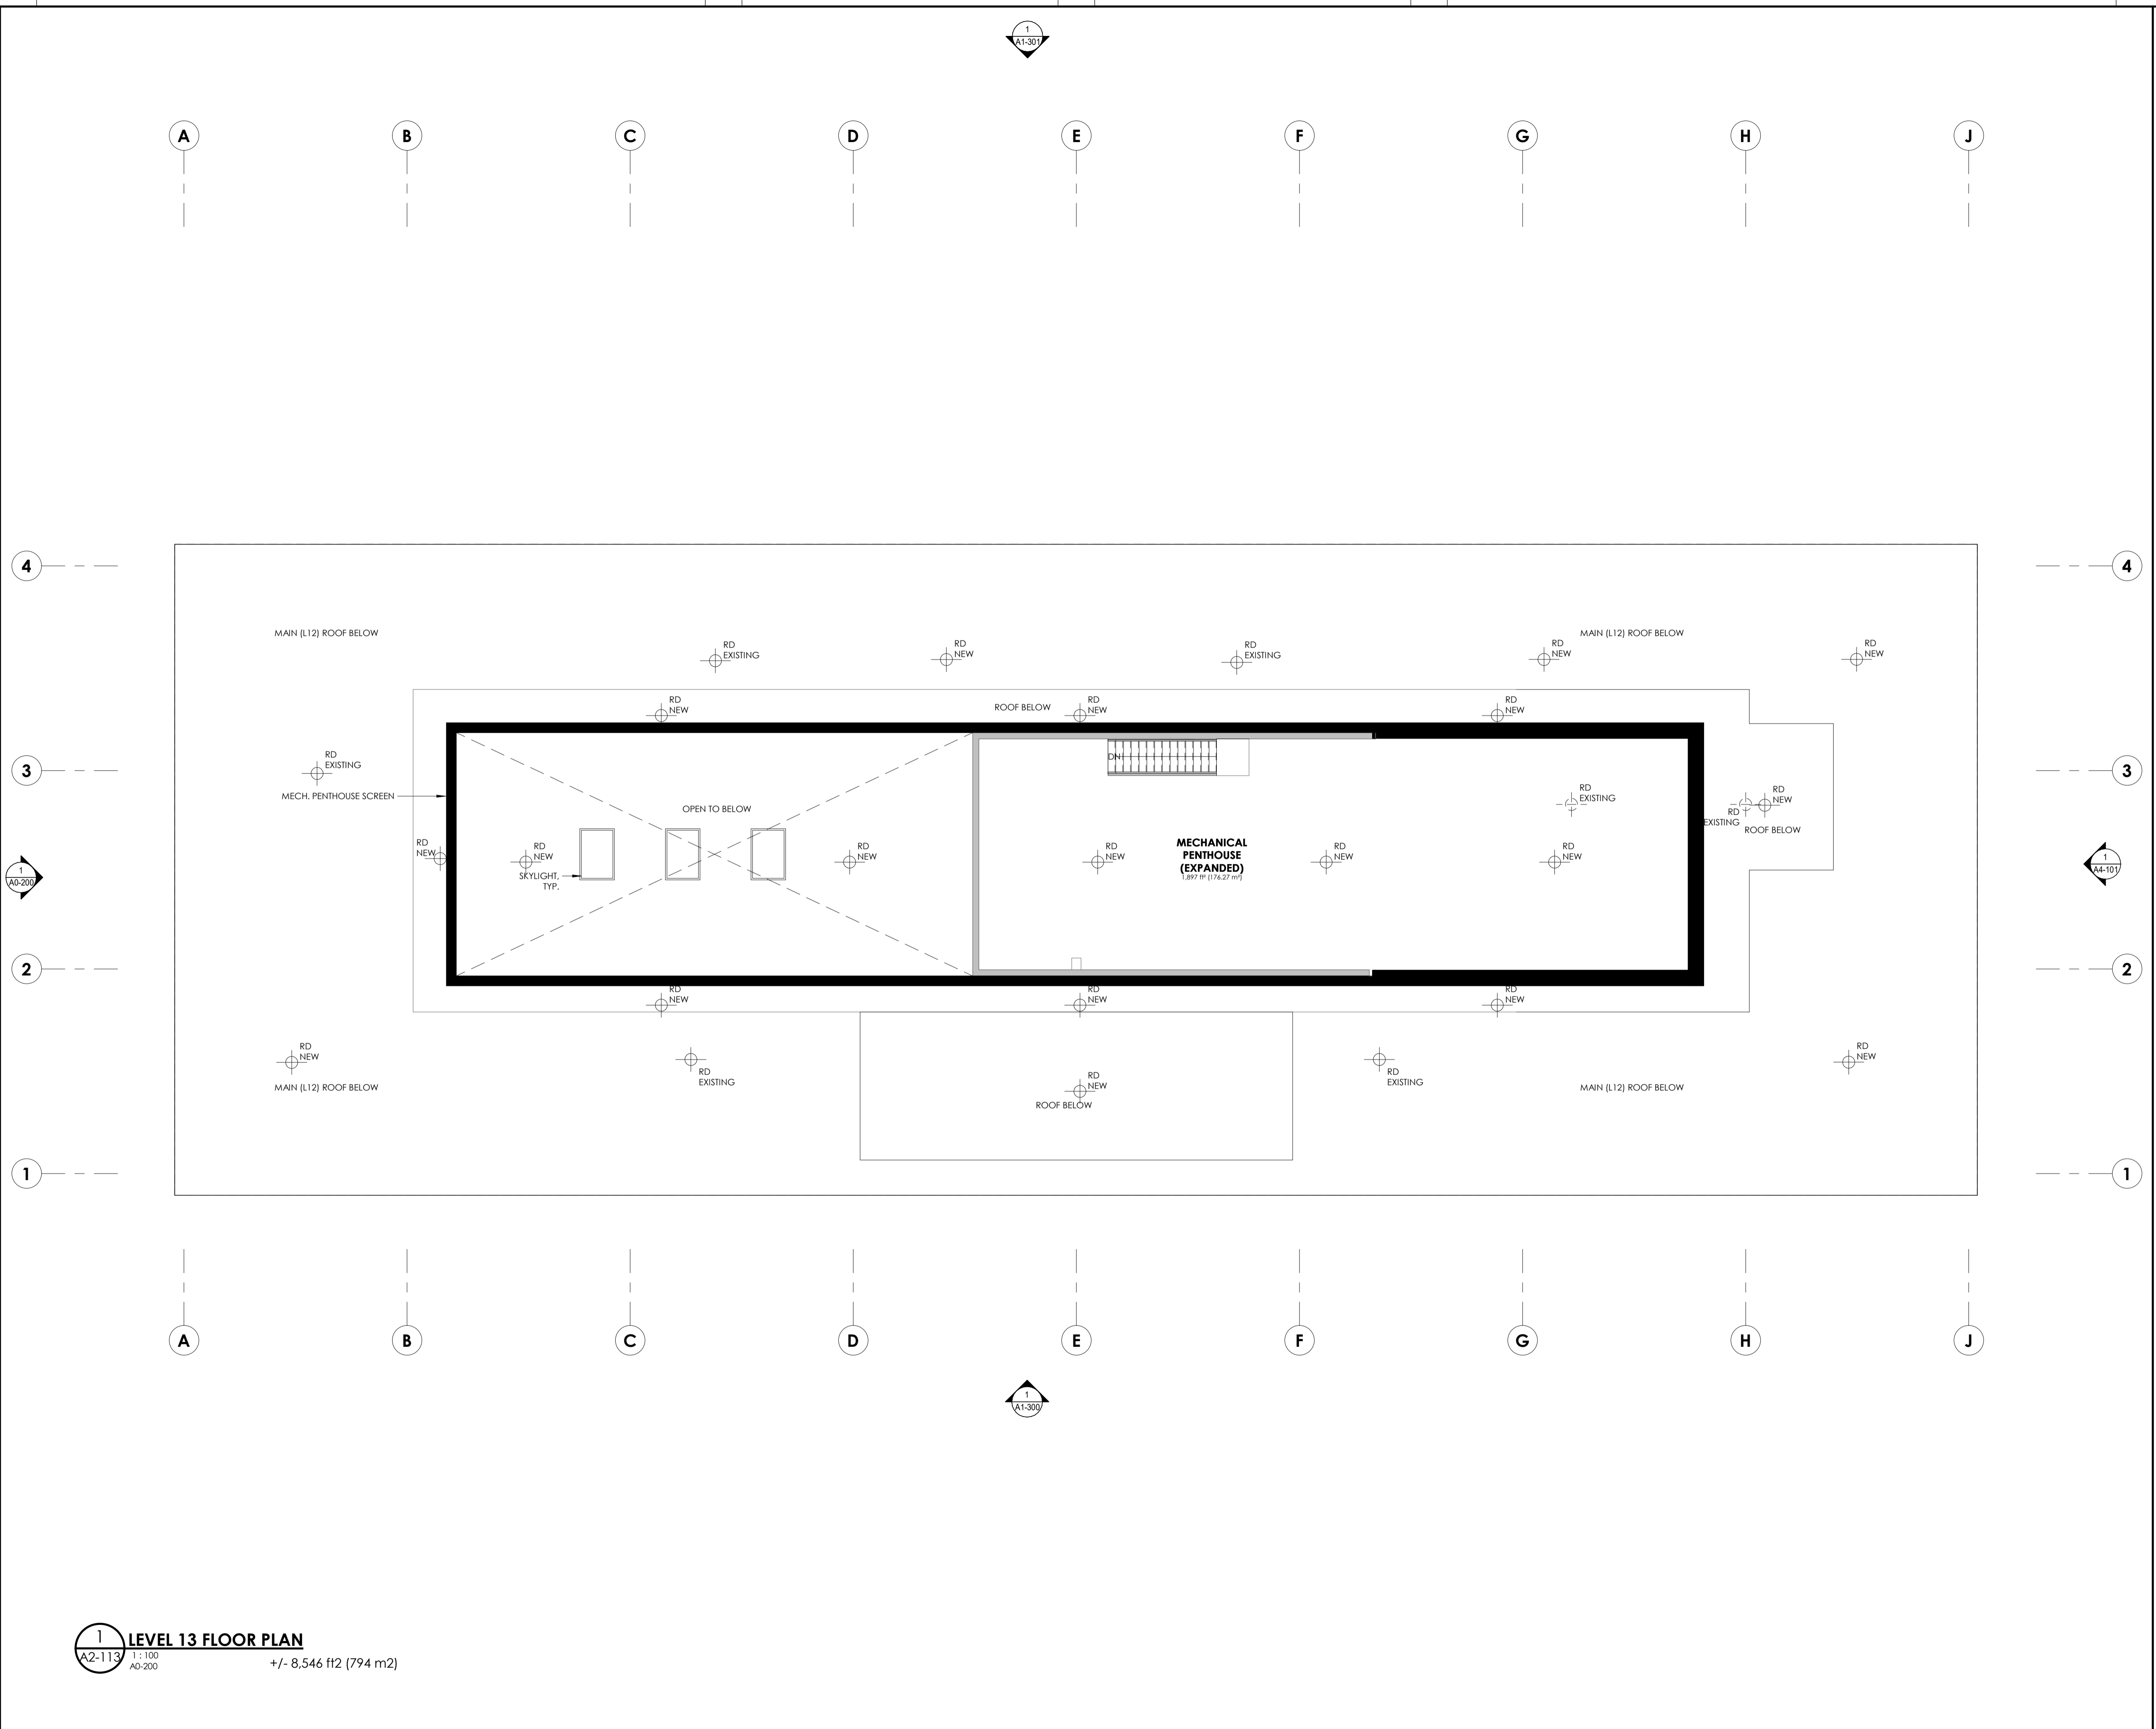 1
A1-301
A
B
C
D
E
F
G
H
J
4
4
MAIN (L12) ROOF BELOW
RD
EXISTING
RD
NEW
RD
EXISTING
RD
NEW
MAIN (L12) ROOF BELOW
RD
NEW
RD
NEW
ROOF BELOW
RD
NEW
RD
NEW
3
RD
EXISTING
DN
3
MECH. PENTHOUSE SCREEN
OPEN TO BELOW
RD
EXISTING
RD
EXISTING
RD
NEW
ROOF BELOW
RD
NEW
RD
NEW
SKYLIGHT,
TYP.
RD
NEW
RD
NEW
MECHANICAL
PENTHOUSE
(EXPANDED)
1,897 ft² (176.27 m²)
RD
NEW
RD
NEW
1
A0-200
1
A4-101
2
2
RD
NEW
RD
NEW
RD
NEW
RD
NEW
MAIN (L12) ROOF BELOW
RD
EXISTING
RD
NEW
ROOF BELOW
RD
EXISTING
MAIN (L12) ROOF BELOW
RD
NEW
1
1
A
B
C
D
E
F
G
H
J
1
A1-300
1
A2-113
LEVEL 13 FLOOR PLAN
1 : 100
A0-200
+/- 8,546 ft2 (794 m2)